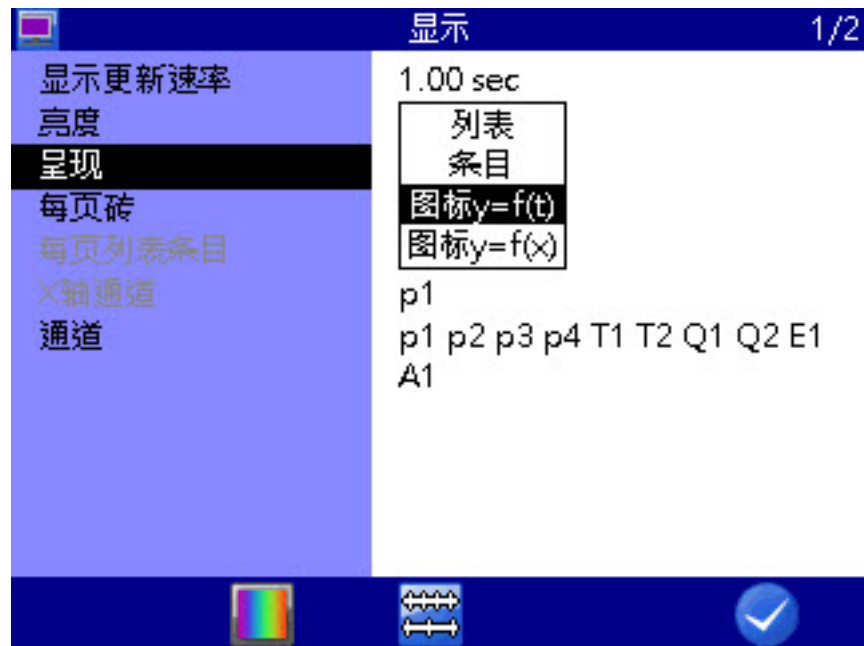 显示 1/2
显示更新速率 1.00 sec
亮度 列表
呈现 条目
每页砖 图标y=f(t)
每页列表条目 图标y=f(x)
X轴通道 p1
通道 p1 p2 p3 p4 T1 T2 Q1 Q2 E1
A1